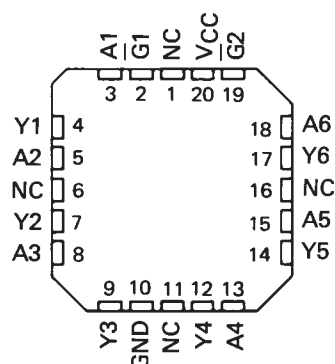 A1 G̅1̅ NC VCC G̅2̅
3 2 1 20 19
Y1 4 18 A6
A2 5 17 Y6
NC 6 16 NC
Y2 7 15 A5
A3 8 14 Y5
9 10 11 12 13
Y3 GND NC Y4 A4